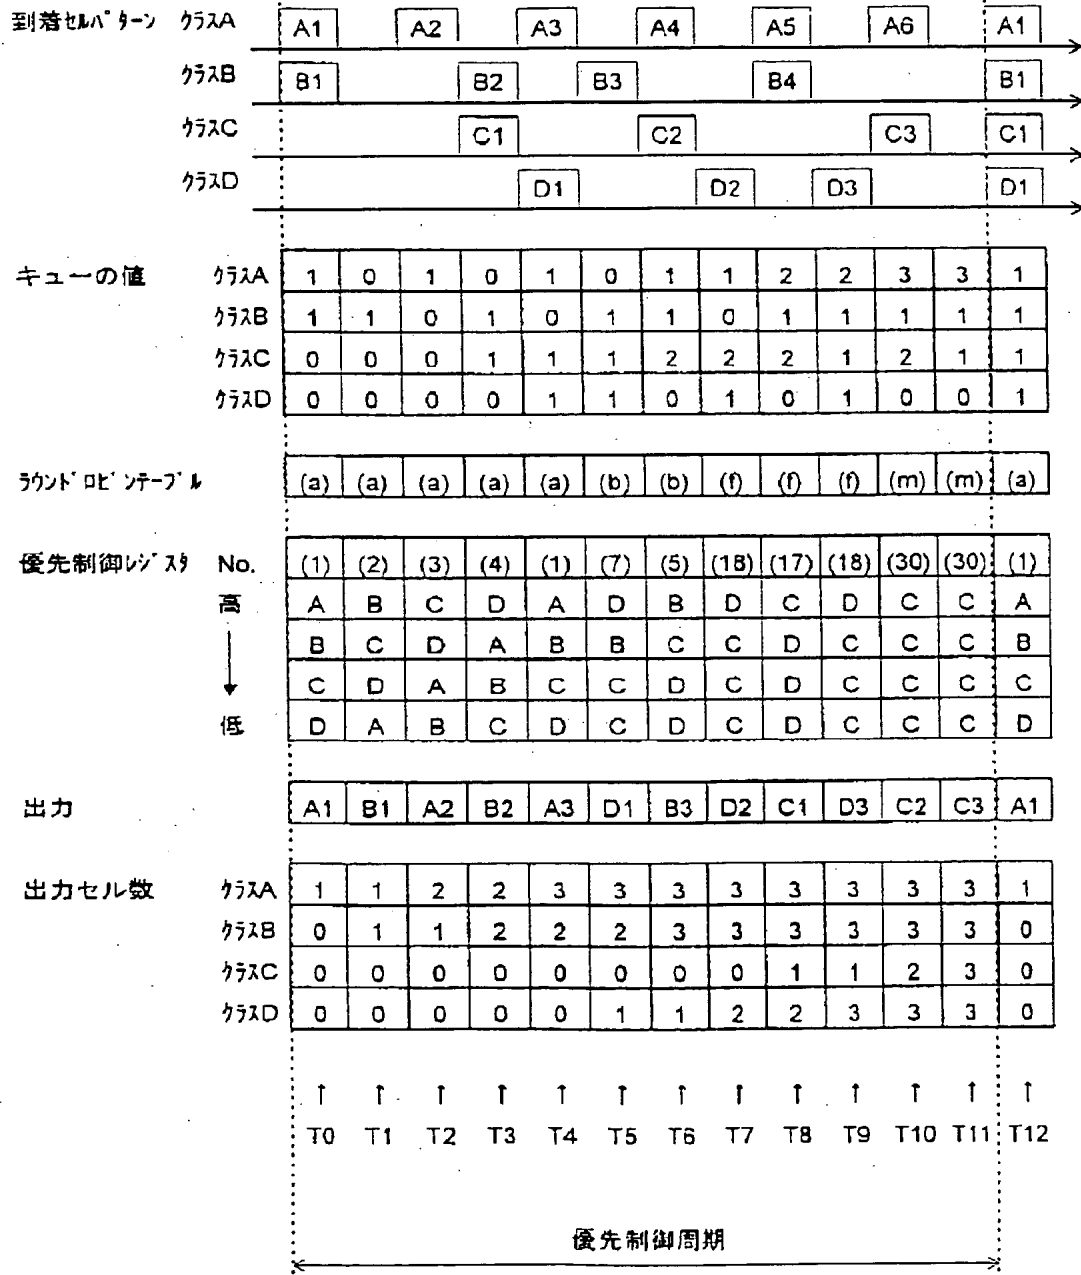 到着セルパターン クラスA A1 A2 A3 A4 A5 A6 A1
クラスB B1 B2 B3 B4 B1
クラスC C1 C2 C3 C1
クラスD D1 D2 D3 D1
キューの値 クラスA 1 0 1 0 1 0 1 1 2 2 3 3 1
クラスB 1 1 0 1 0 1 1 0 1 1 1 1 1
クラスC 0 0 0 1 1 1 2 2 2 1 2 1 1
クラスD 0 0 0 0 1 1 0 1 0 1 0 0 1
ラウンドロビンテーブル (a) (a) (a) (a) (a) (b) (b) (f) (f) (f) (m) (m) (a)
優先制御レジスタ No. (1) (2) (3) (4) (1) (7) (5) (18) (17) (18) (30) (30) (1)
高 A B C D A D B D C D C C A
B C D A B B C C D C C C B
C D A B C C D C D C C C C
低 D A B C D C D C D C C C D
出力 A1 B1 A2 B2 A3 D1 B3 D2 C1 D3 C2 C3 A1
出力セル数 クラスA 1 1 2 2 3 3 3 3 3 3 3 3 1
クラスB 0 1 1 2 2 2 3 3 3 3 3 3 0
クラスC 0 0 0 0 0 0 0 0 1 1 2 3 0
クラスD 0 0 0 0 0 1 1 2 2 3 3 3 0
↑ ↑ ↑ ↑ ↑ ↑ ↑ ↑ ↑ ↑ ↑ ↑ ↑
T0 T1 T2 T3 T4 T5 T6 T7 T8 T9 T10 T11 T12
優先制御周期